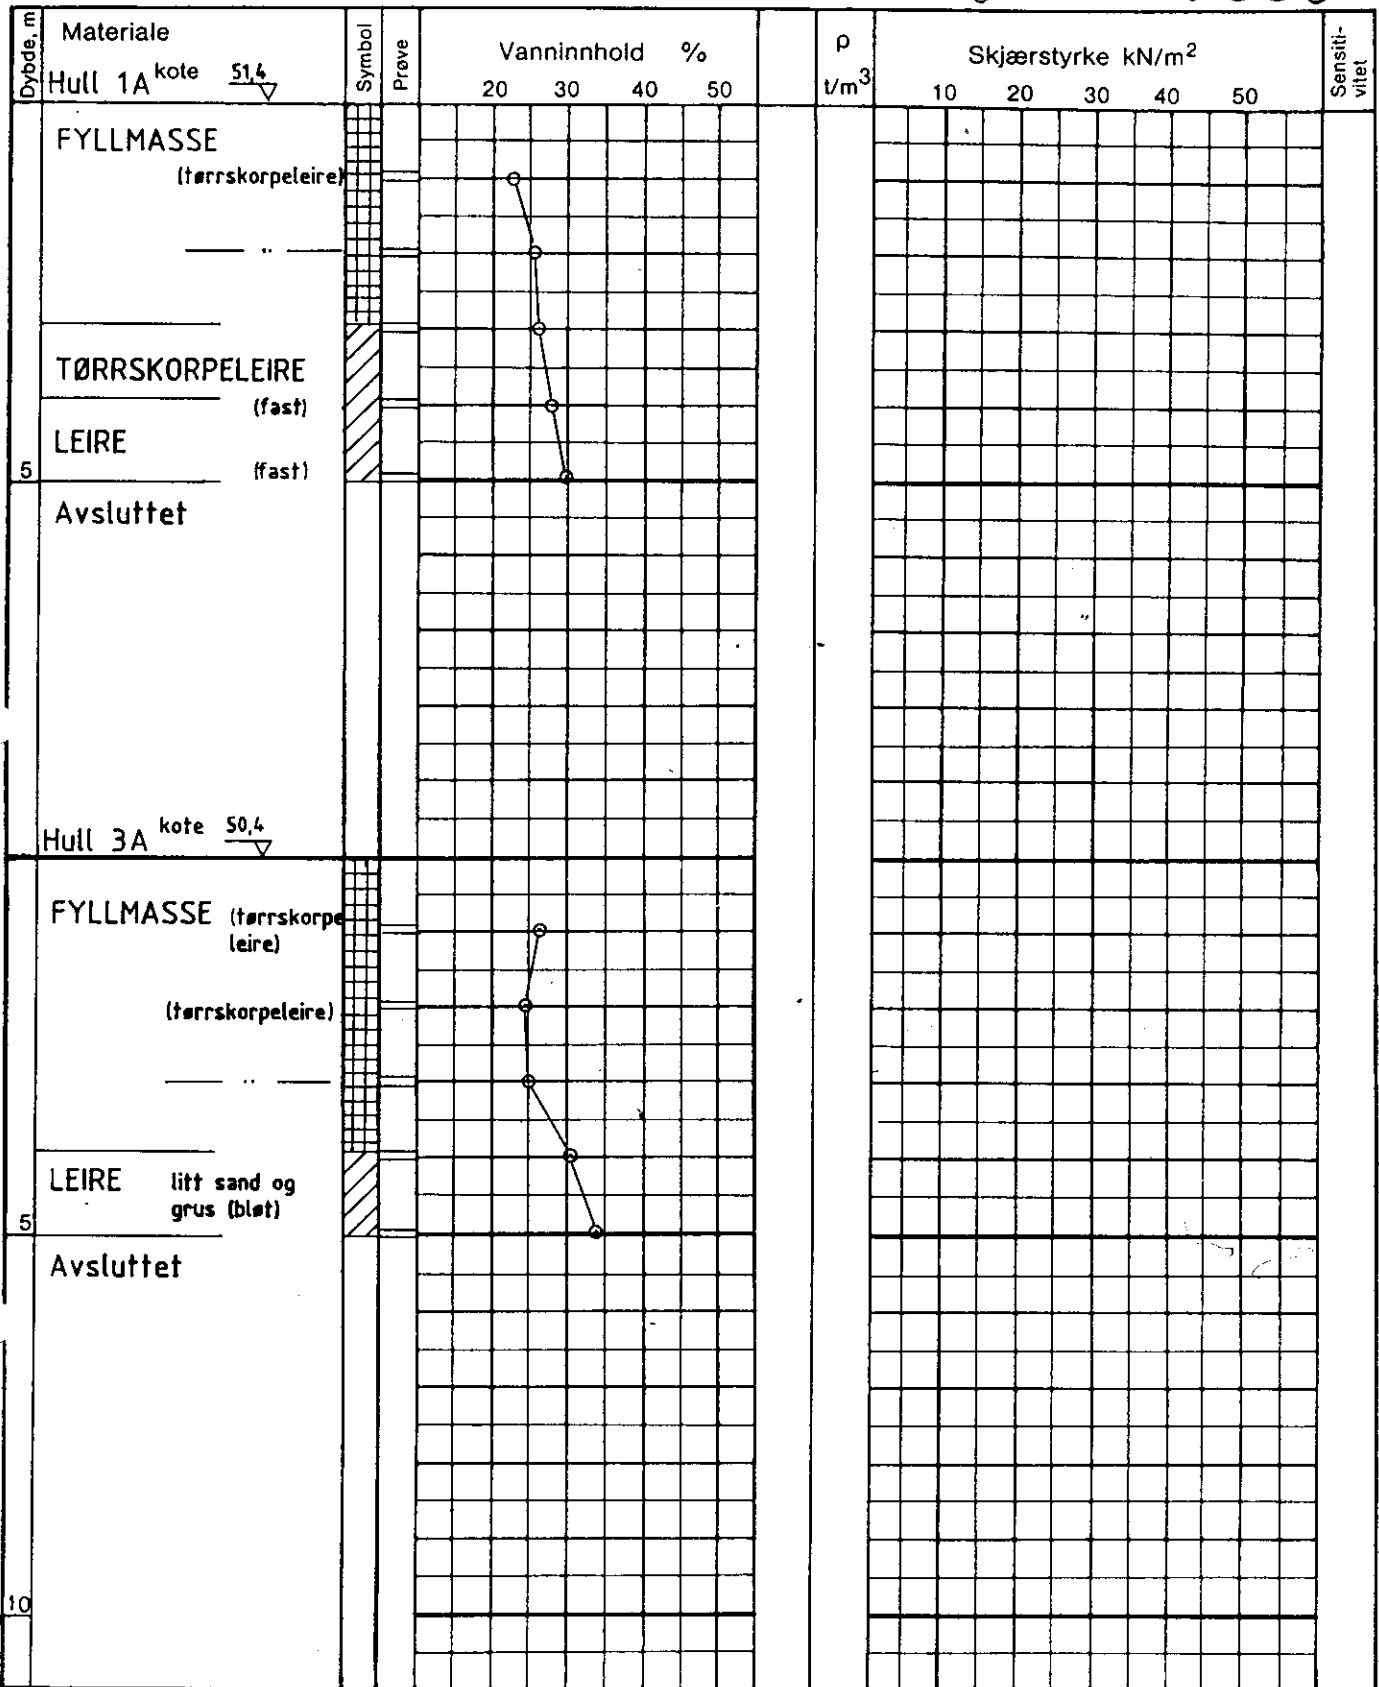 Dybde, m
Materiale
Symbol
Prøve
Vanninnhold %
ρ
t/m³
Skjærstyrke kN/m²
Sensiti-
vitet
Hull 1A kote 51,4
20 30 40 50
10 20 30 40 50
FYLLMASSE
(tørrskorpeleire)
— " —
TØRRSKORPELEIRE
(fast)
LEIRE
(fast)
5
Avsluttet
Hull 3A kote 50,4
FYLLMASSE (tørrskorpe
leire)
(tørrskorpeleire)
— " —
LEIRE litt sand og
grus (bløt)
5
Avsluttet
10